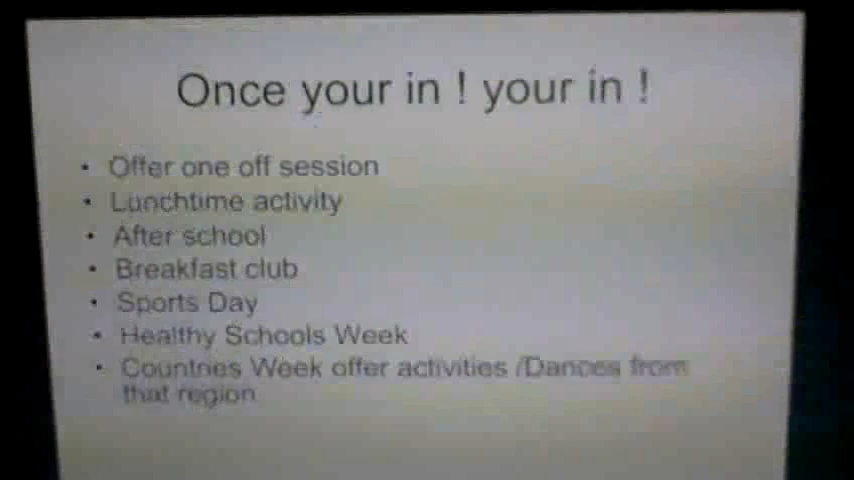 Once your in ! your in !
• Offer one off session
• Lunchtime activity
• After school
• Breakfast club
• Sports Day
• Healthy Schools Week
• Countries Week offer activities /Dances from
that region